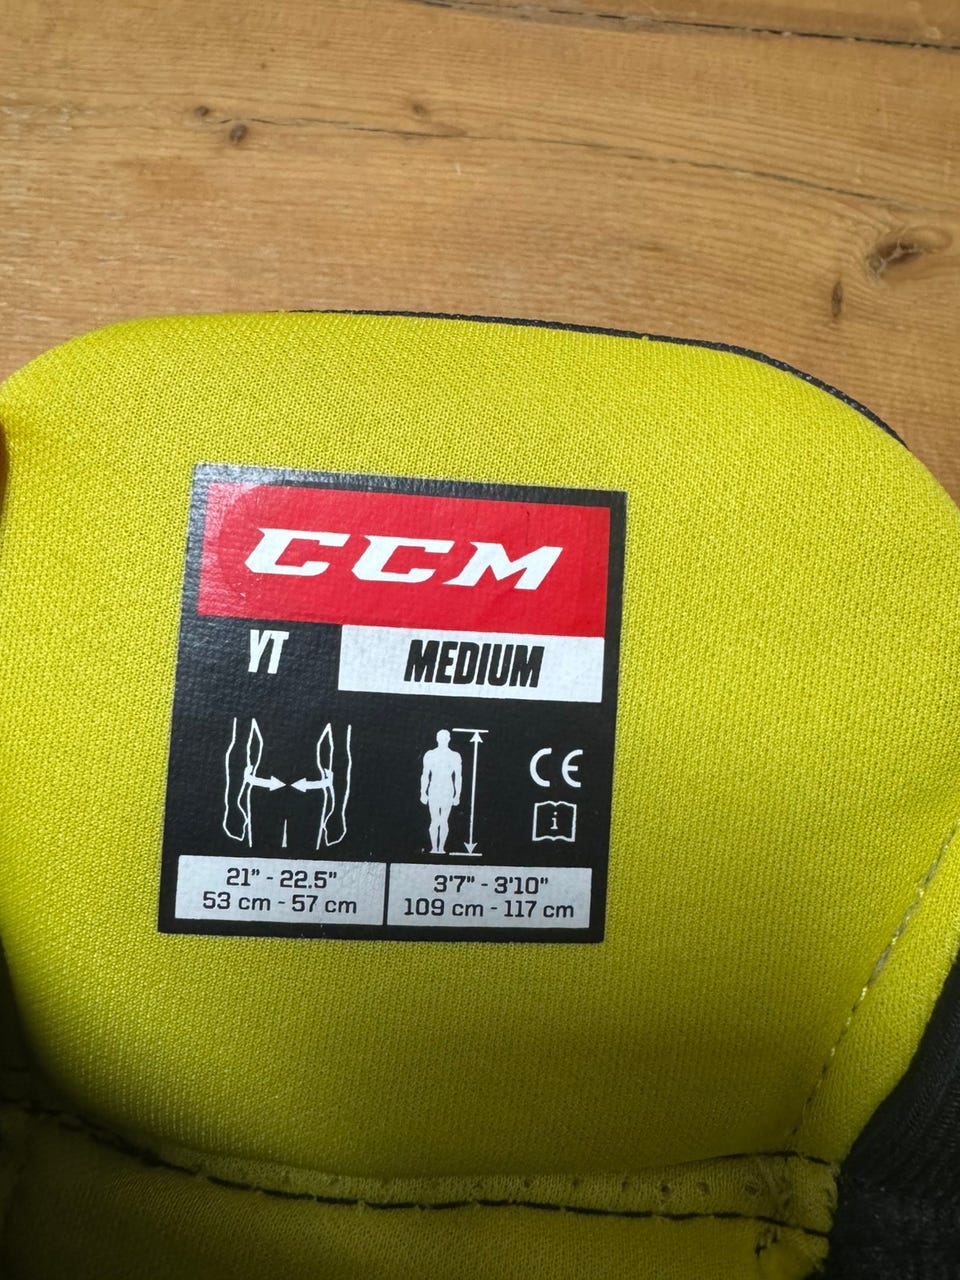 CCM
YT MEDIUM
CE
i
21" - 22.5"
53 cm - 57 cm
3'7" - 3'10"
109 cm - 117 cm